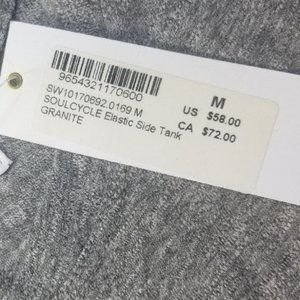 9654321170600
SW10170692.0169.M
SOULCYCLE Elastic Side Tank
GRANITE
M
US $58.00
CA $72.00